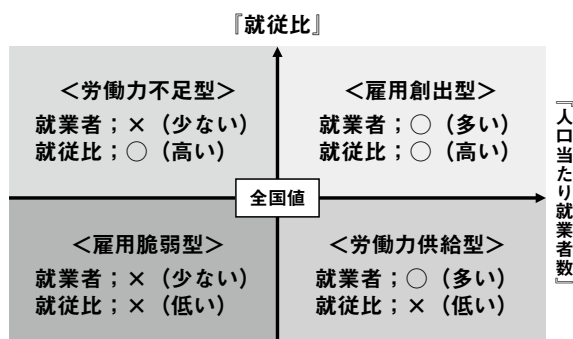 『就従比』
＜労働力不足型＞
就業者；×（少ない）
就従比；○（高い）
＜雇用創出型＞
就業者；○（多い）
就従比；○（高い）
『人口当たり就業者数』
全国値
＜雇用脆弱型＞
就業者；×（少ない）
就従比；×（低い）
＜労働力供給型＞
就業者；○（多い）
就従比；×（低い）